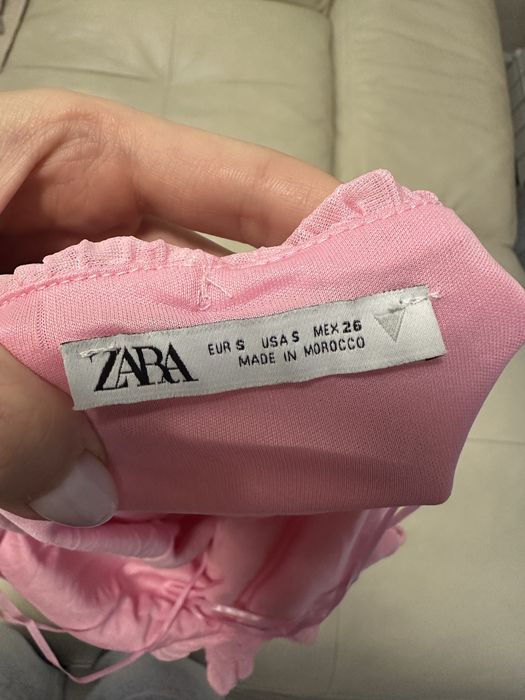 ZARA
EUR S USA S MEX 26
MADE IN MOROCCO